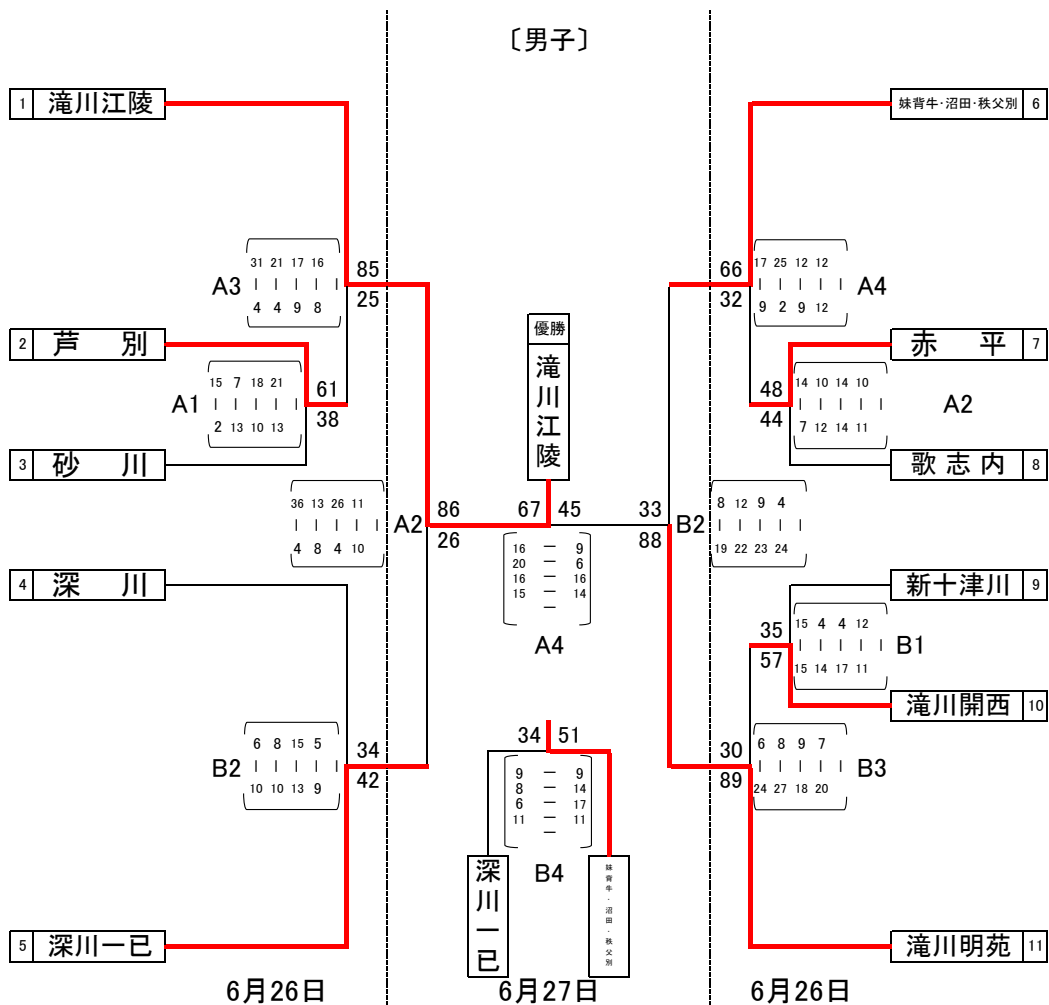 〔男子〕
1 滝川江陵
妹背牛・沼田・秩父別 6
31 21 17 16
A3
4 4 9 8
85
25
66
32
17 25 12 12
A4
9 2 9 12
2 芦 別
優勝
滝川江陵
赤 平 7
15 7 18 21
A1
2 13 10 13
61
38
48
44
14 10 14 10
A2
7 12 14 11
3 砂 川
歌志内 8
36 13 26 11
A2
4 8 4 10
86
26
67 45
33
88
B2
8 12 9 4
19 22 23 24
16 — 9
20 — 6
16 — 16
15 — 14
—
A4
4 深 川
新十津川 9
35
57
15 4 4 12
B1
15 14 17 11
滝川開西 10
6 8 15 5
B2
10 10 13 9
34
42
34 51
9 — 9
8 — 14
6 — 17
11 — 11
—
B4
30
89
6 8 9 7
B3
24 27 18 20
深川一已
妹背牛・沼田・秩父別
5 深川一已
滝川明苑 11
6月26日
6月27日
6月26日